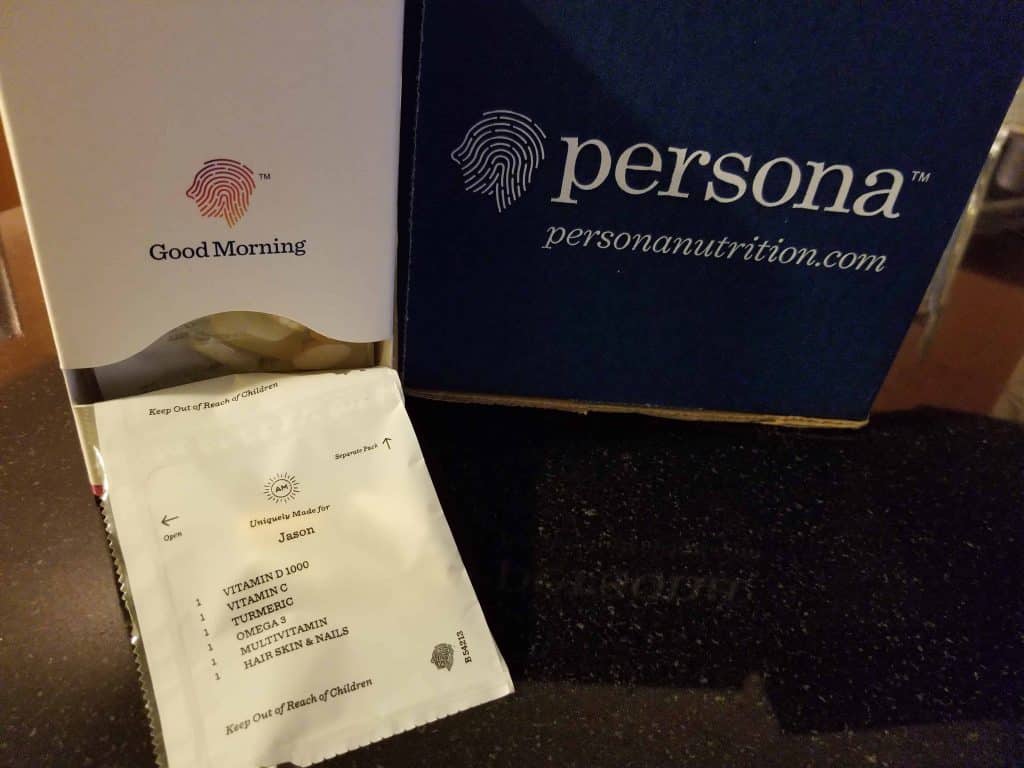 TM
Good Morning
persona™
personanutrition.com
Keep Out of Reach of Children
Separate Pack ↑
AM
←
Open
Uniquely Made for
Jason
1 VITAMIN D 1000
1 VITAMIN C
1 TURMERIC
1 OMEGA 3
1 MULTIVITAMIN
1 HAIR SKIN & NAILS
B 54213
Keep Out of Reach of Children